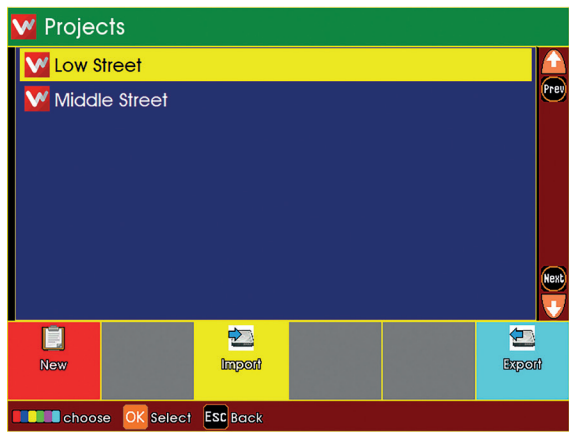 Projects
Low Street
Prev
Middle Street
Next
New Import Export
choose OK Select Esc Back